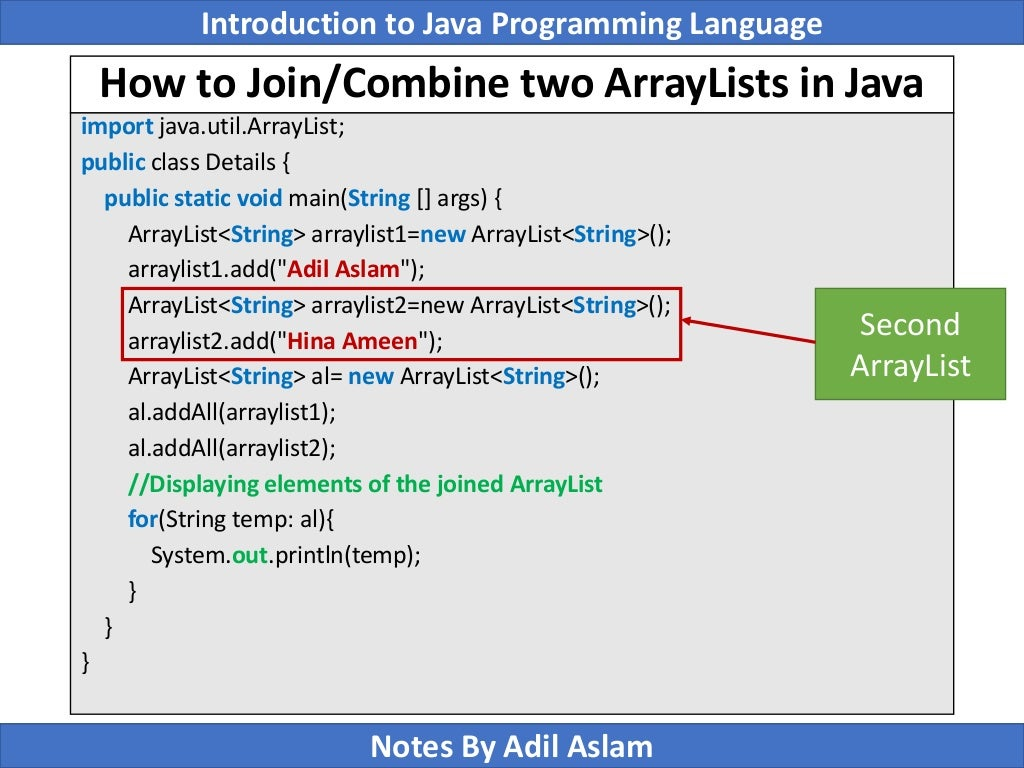 Introduction to Java Programming Language
How to Join/Combine two ArrayLists in Java
import java.util.ArrayList;
public class Details {
public static void main(String [] args) {
ArrayList<String> arraylist1=new ArrayList<String>();
arraylist1.add("Adil Aslam");
ArrayList<String> arraylist2=new ArrayList<String>();
arraylist2.add("Hina Ameen");
ArrayList<String> al= new ArrayList<String>();
al.addAll(arraylist1);
al.addAll(arraylist2);
//Displaying elements of the joined ArrayList
for(String temp: al){
System.out.println(temp);
}
}
}
Second
ArrayList
Notes By Adil Aslam